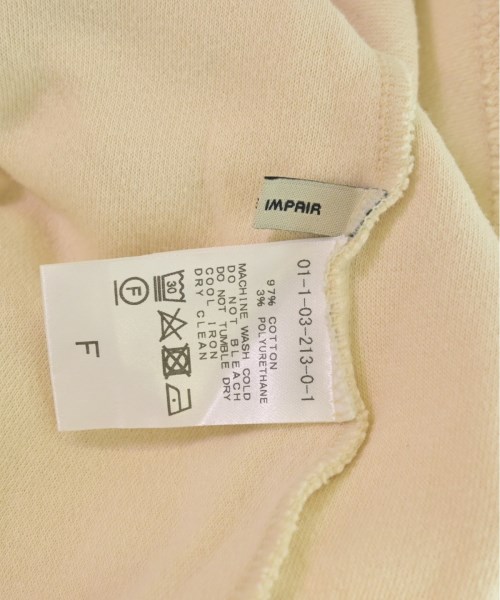 IMPAIR
01-1-03-213-0-1
97% COTTON
3% POLYURETHANE
MACHINE WASH COLD
DO NOT BLEACH
DO NOT TUMBLE DRY
COOL IRON
DRY CLEAN
30
F
F